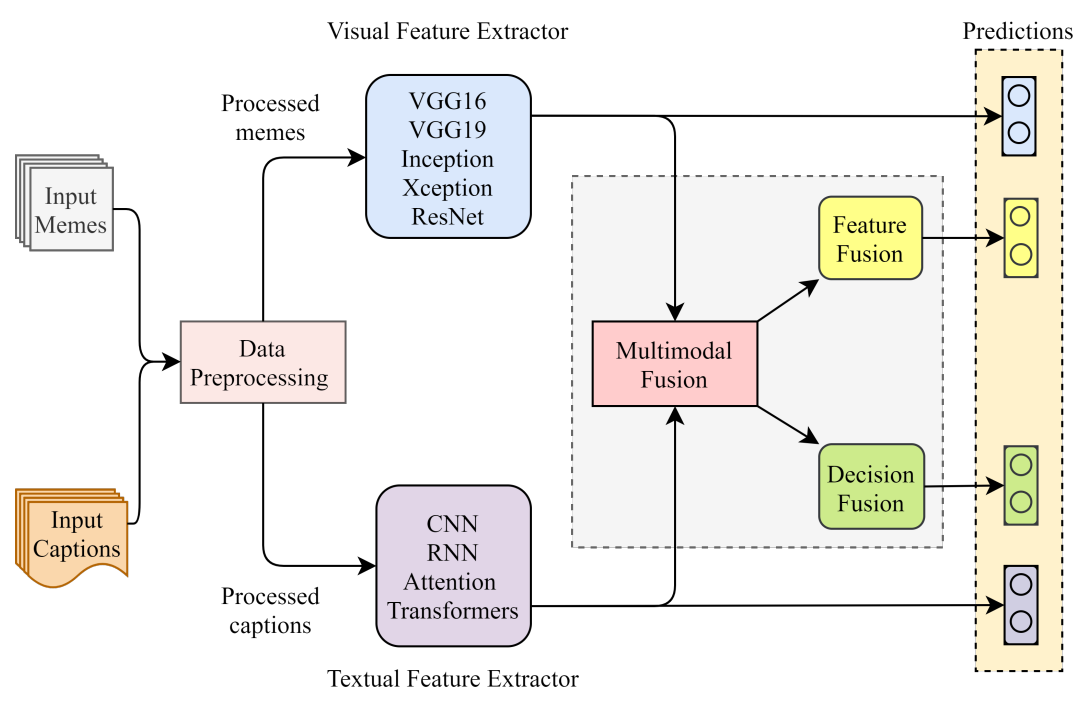 Visual Feature Extractor
Predictions
Processed
memes
VGG16
VGG19
Inception
Xception
ResNet
Input
Memes
Feature
Fusion
Data
Preprocessing
Multimodal
Fusion
Decision
Fusion
Input
Captions
CNN
RNN
Attention
Transformers
Processed
captions
Textual Feature Extractor